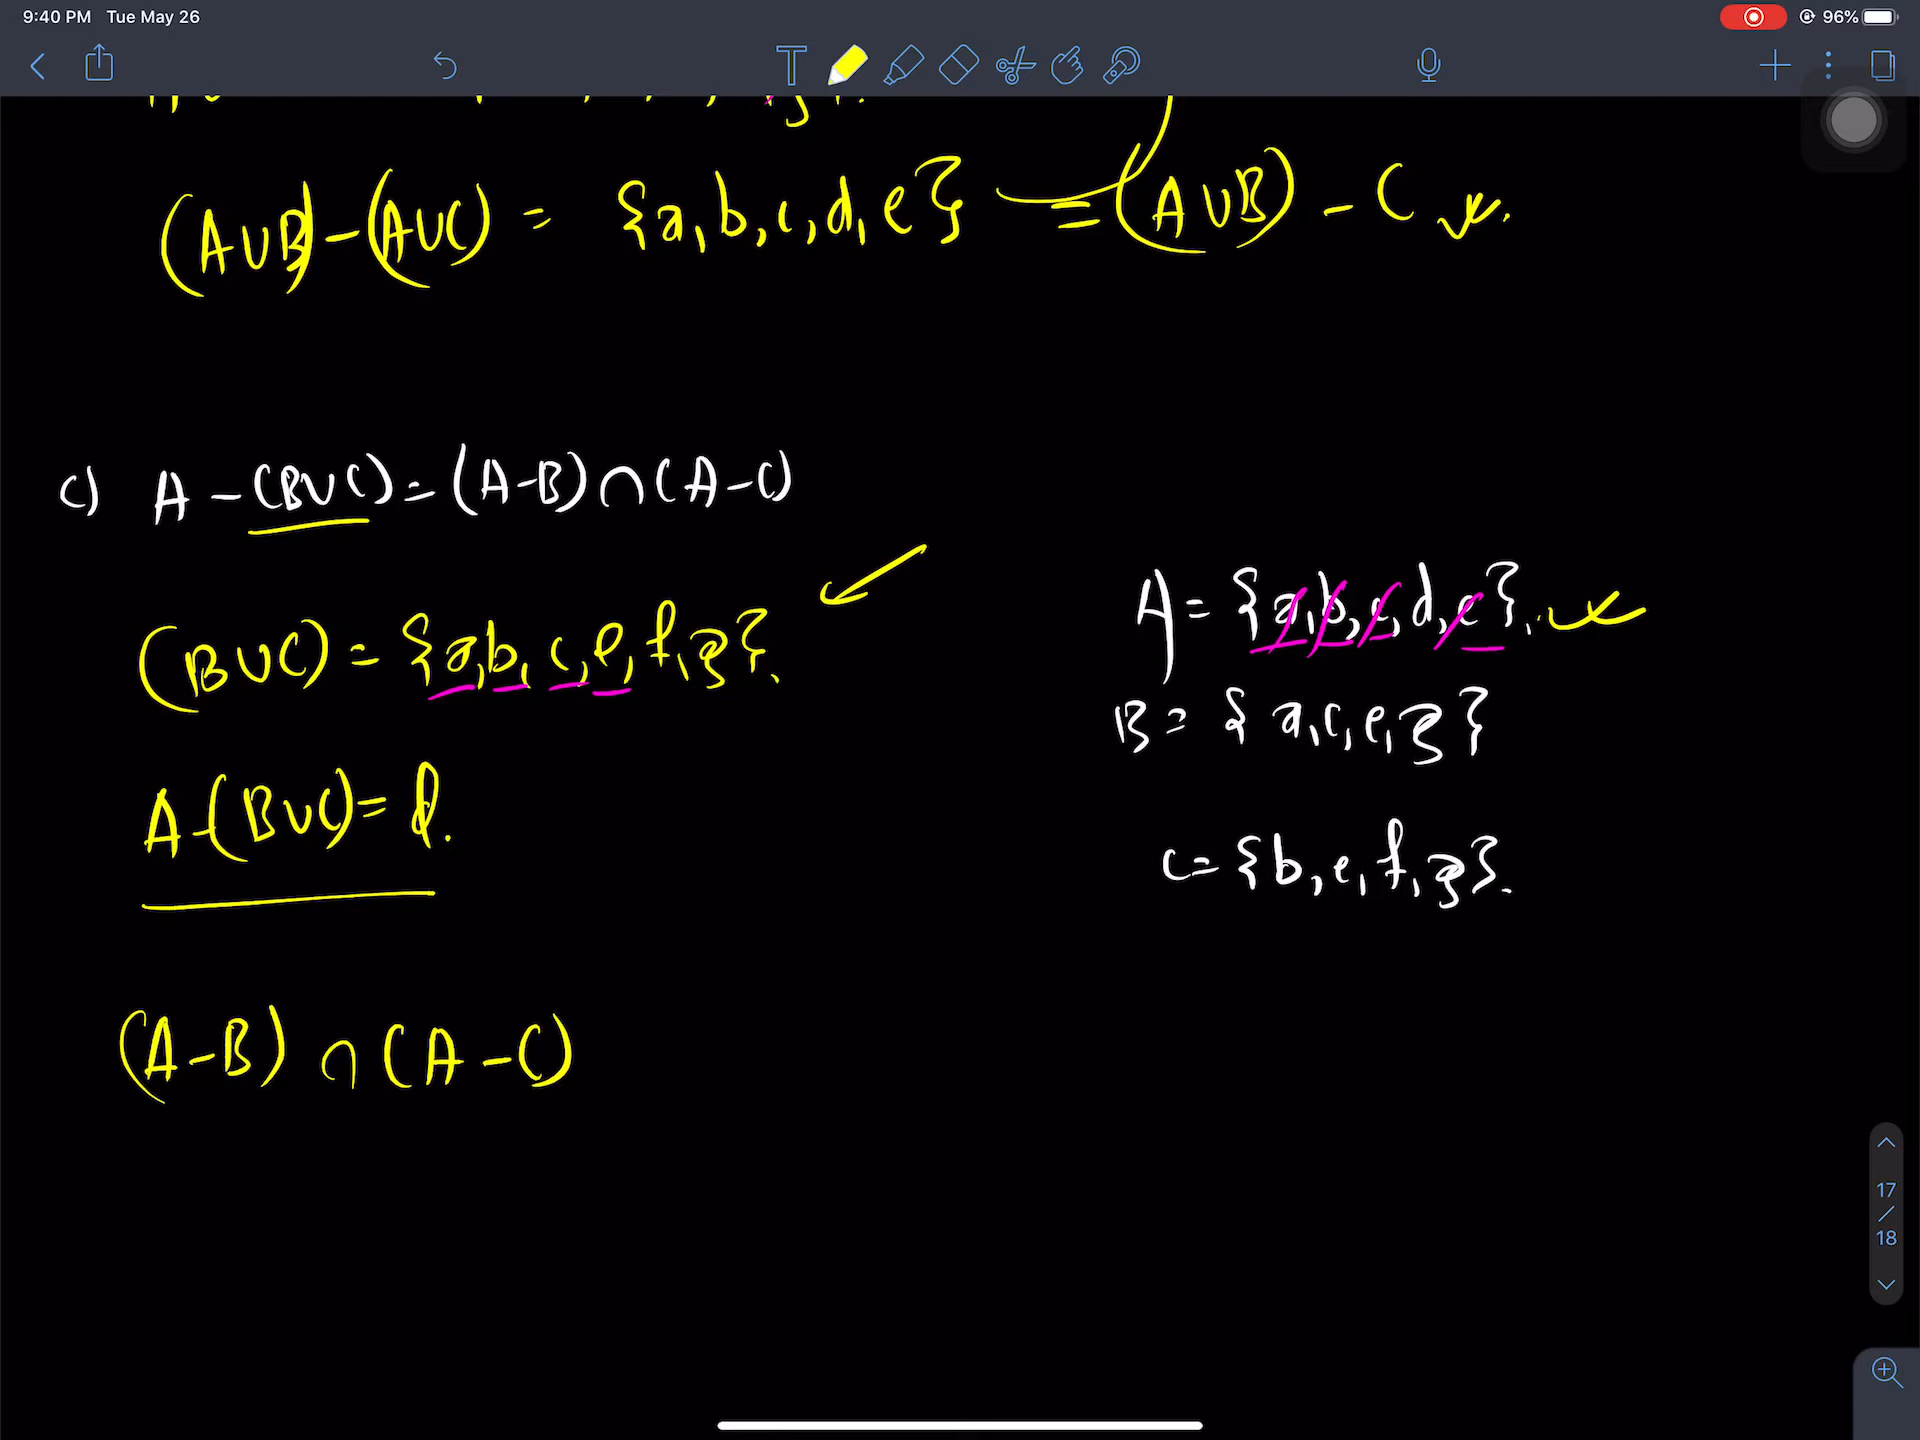 9:40 PM Tue May 26
96%
(A∪B)-(A∪C) = {a,b,c,d,e} = (A∪B) - C
c) A - (B∪C) = (A-B)∩(A-C)
(B∪C) = {a,b,c,e,f,g}.
A-(B∪C)= d.
(A-B) ∩ (A-C)
A = {a,b,c,d,e}.
B = {a,c,e,g}
C = {b,e,f,g}.
17
/
18